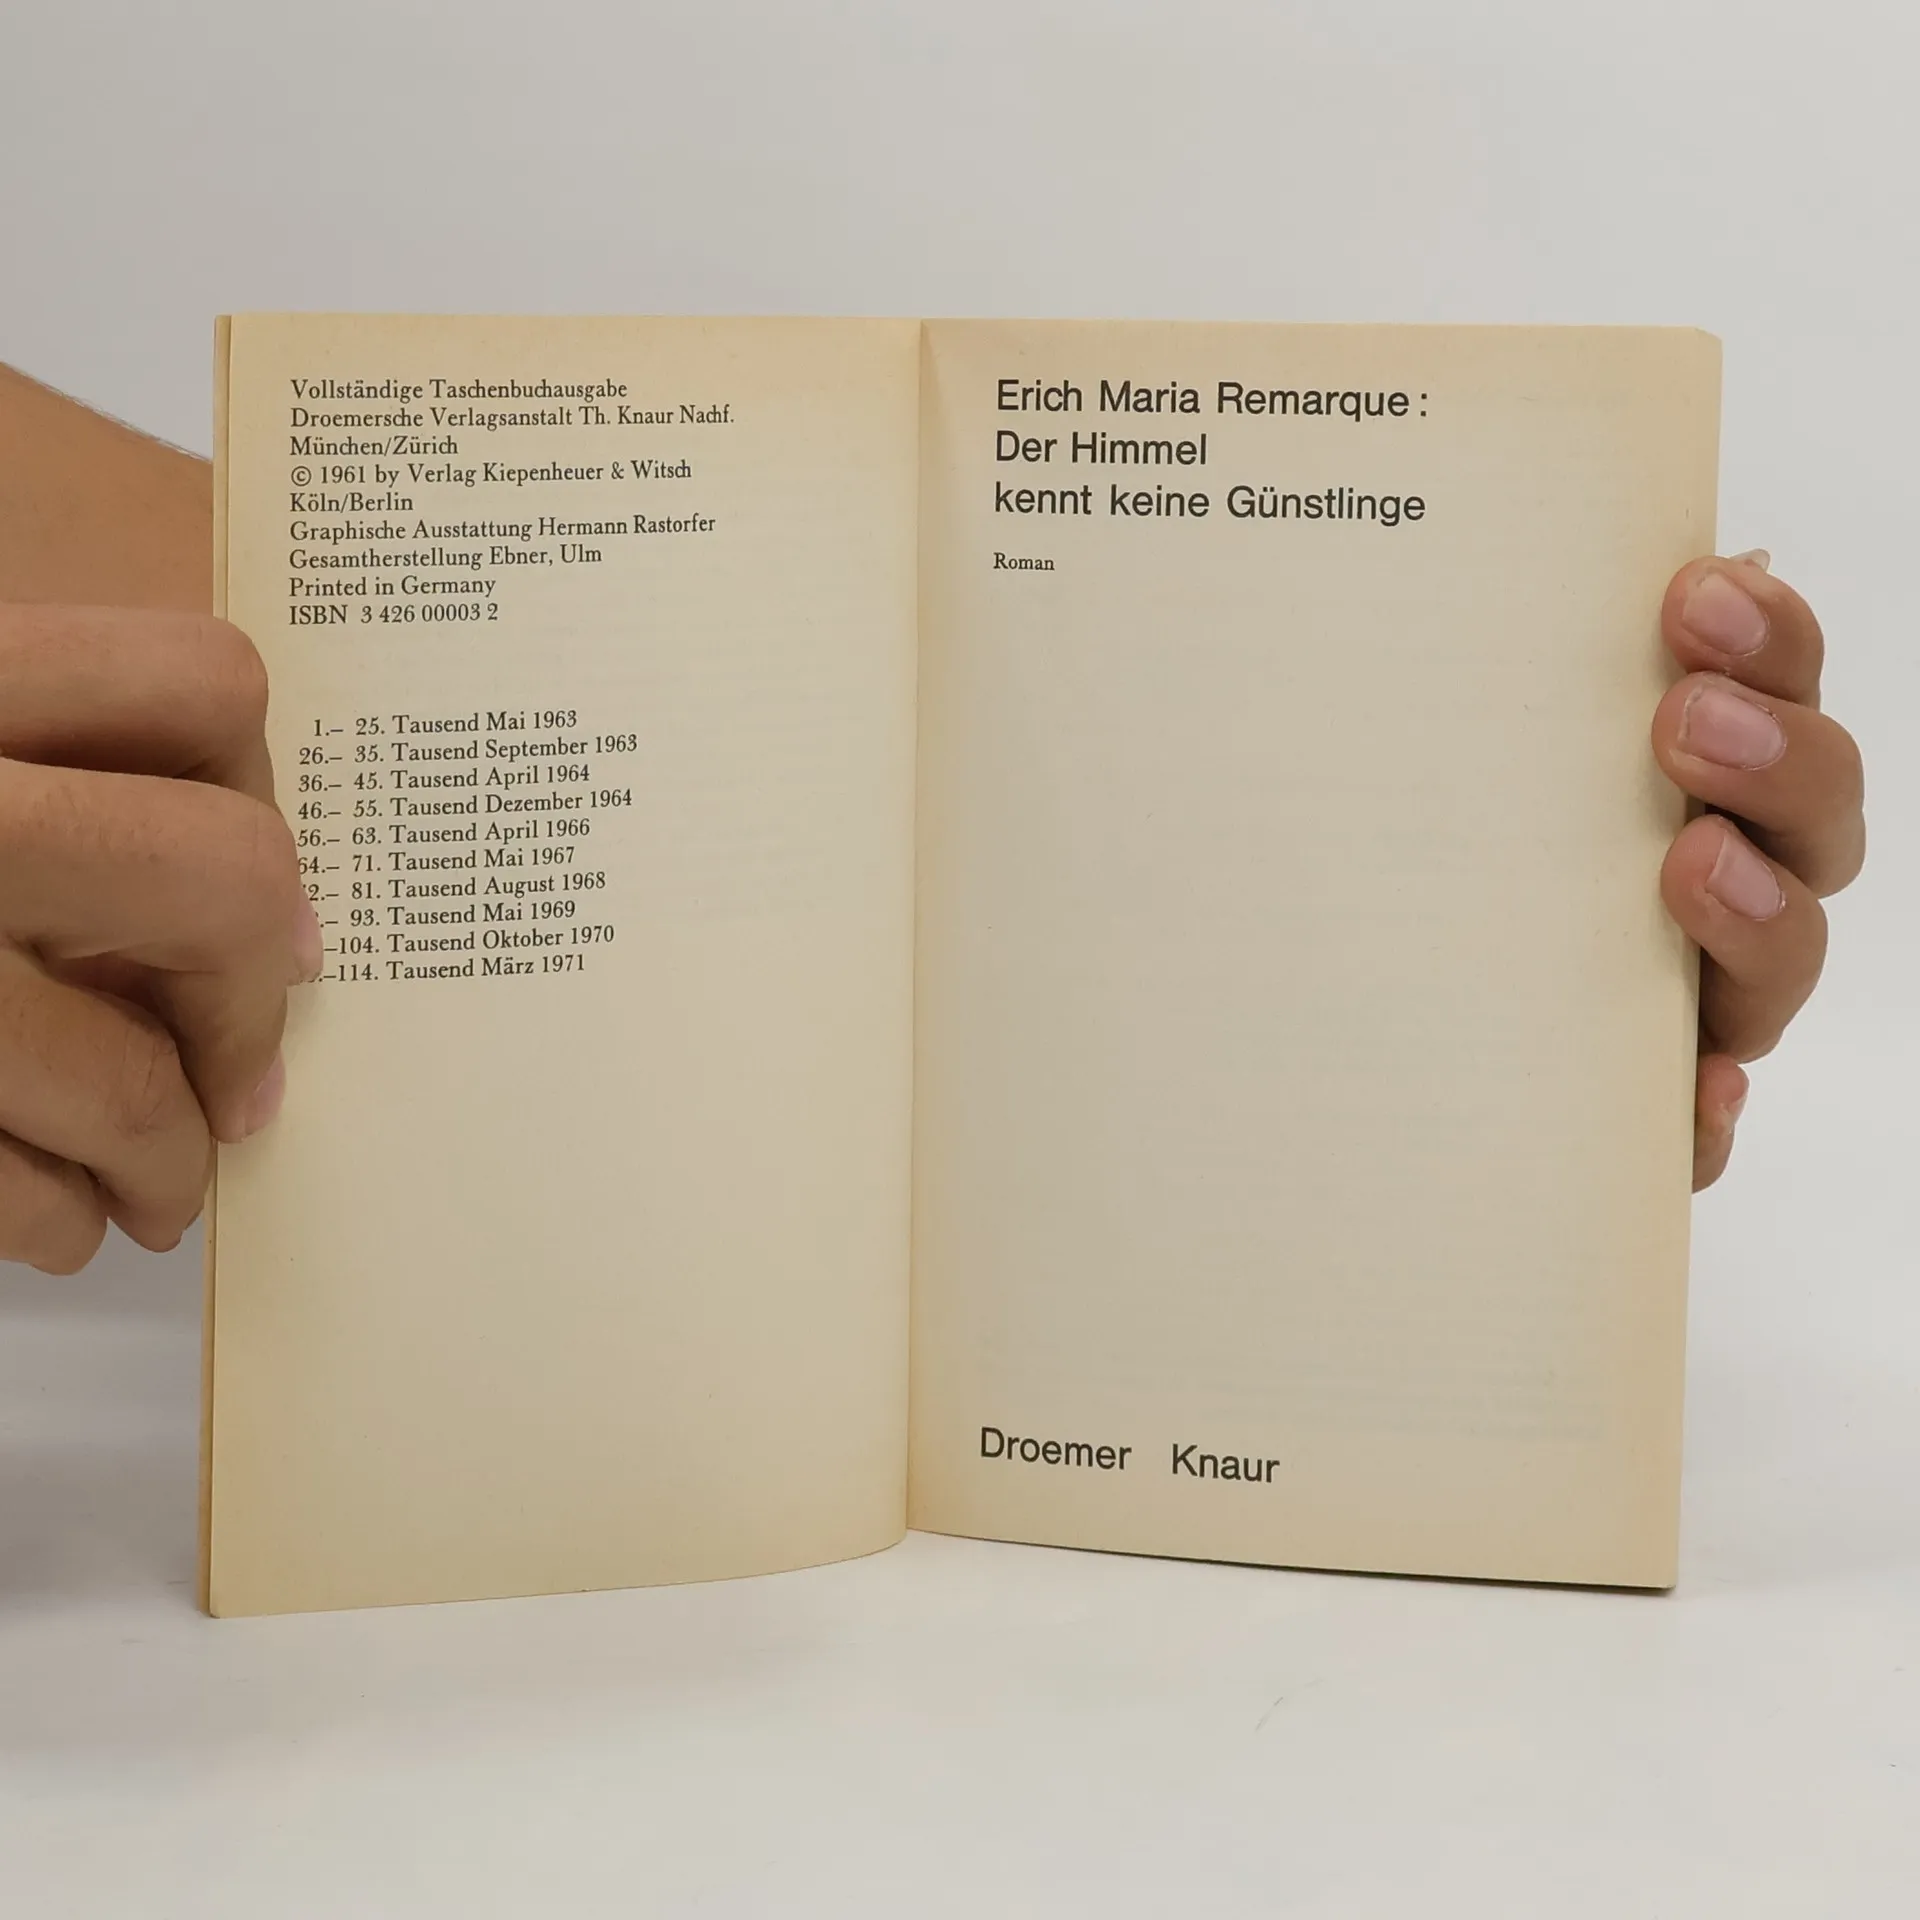 Vollständige Taschenbuchausgabe
Droemersche Verlagsanstalt Th. Knaur Nachf.
München/Zürich
© 1961 by Verlag Kiepenheuer & Witsch
Köln/Berlin
Graphische Ausstattung Hermann Rastorfer
Gesamtherstellung Ebner, Ulm
Printed in Germany
ISBN 3 426 00003 2
1.– 25. Tausend Mai 1963
26.– 35. Tausend September 1963
36.– 45. Tausend April 1964
46.– 55. Tausend Dezember 1964
56.– 63. Tausend April 1966
64.– 71. Tausend Mai 1967
2.– 81. Tausend August 1968
.– 93. Tausend Mai 1969
–104. Tausend Oktober 1970
.–114. Tausend März 1971
Erich Maria Remarque:
Der Himmel
kennt keine Günstlinge
Roman
Droemer Knaur